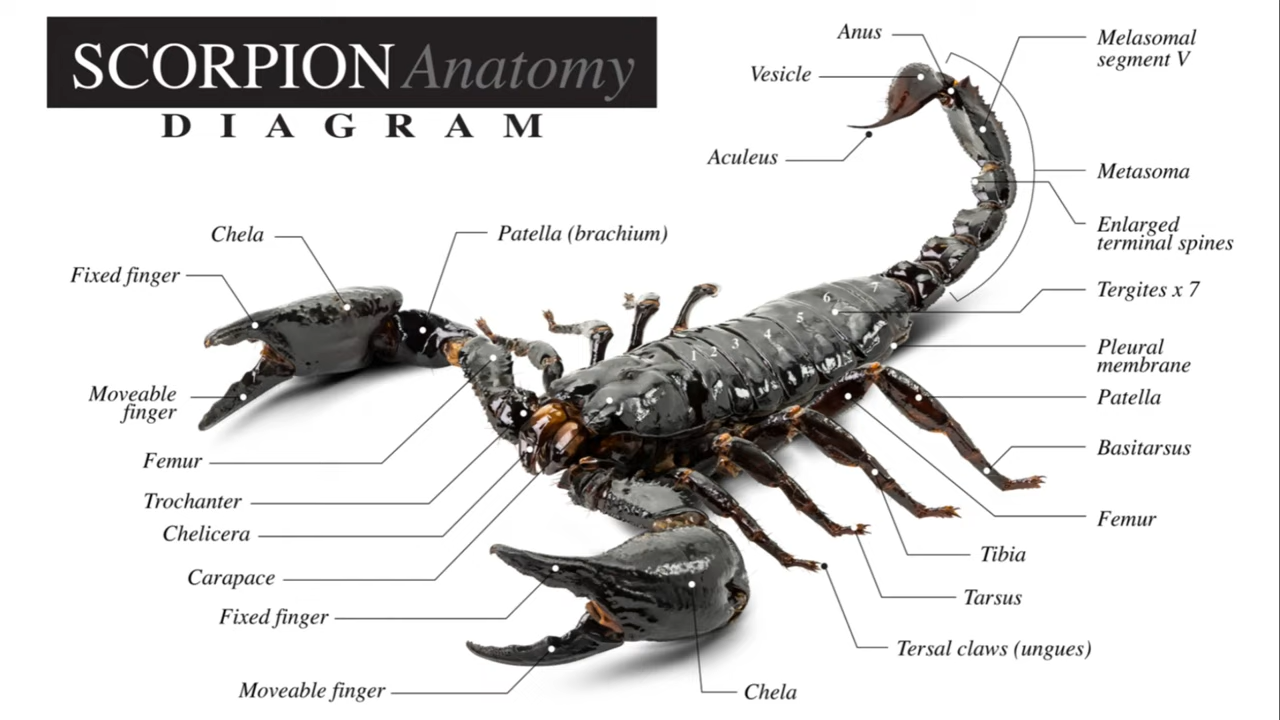 SCORPION Anatomy
DIAGRAM
Anus
Vesicle
Aculeus
Melasomal
segment V
Metasoma
Enlarged
terminal spines
Tergites x 7
Pleural
membrane
Patella
Basitarsus
Femur
Tibia
Tarsus
Tersal claws (ungues)
Chela
Chela
Patella (brachium)
Fixed finger
Moveable
finger
Femur
Trochanter
Chelicera
Carapace
Fixed finger
Moveable finger
1 2 3 4 5 6 7